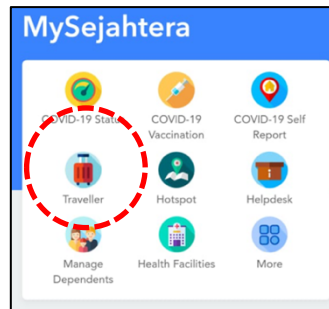 MySejahtera
COVID-19 Status
COVID-19
Vaccination
COVID-19 Self
Report
Traveller
Hotspot
Helpdesk
Manage
Dependents
Health Facilities
More